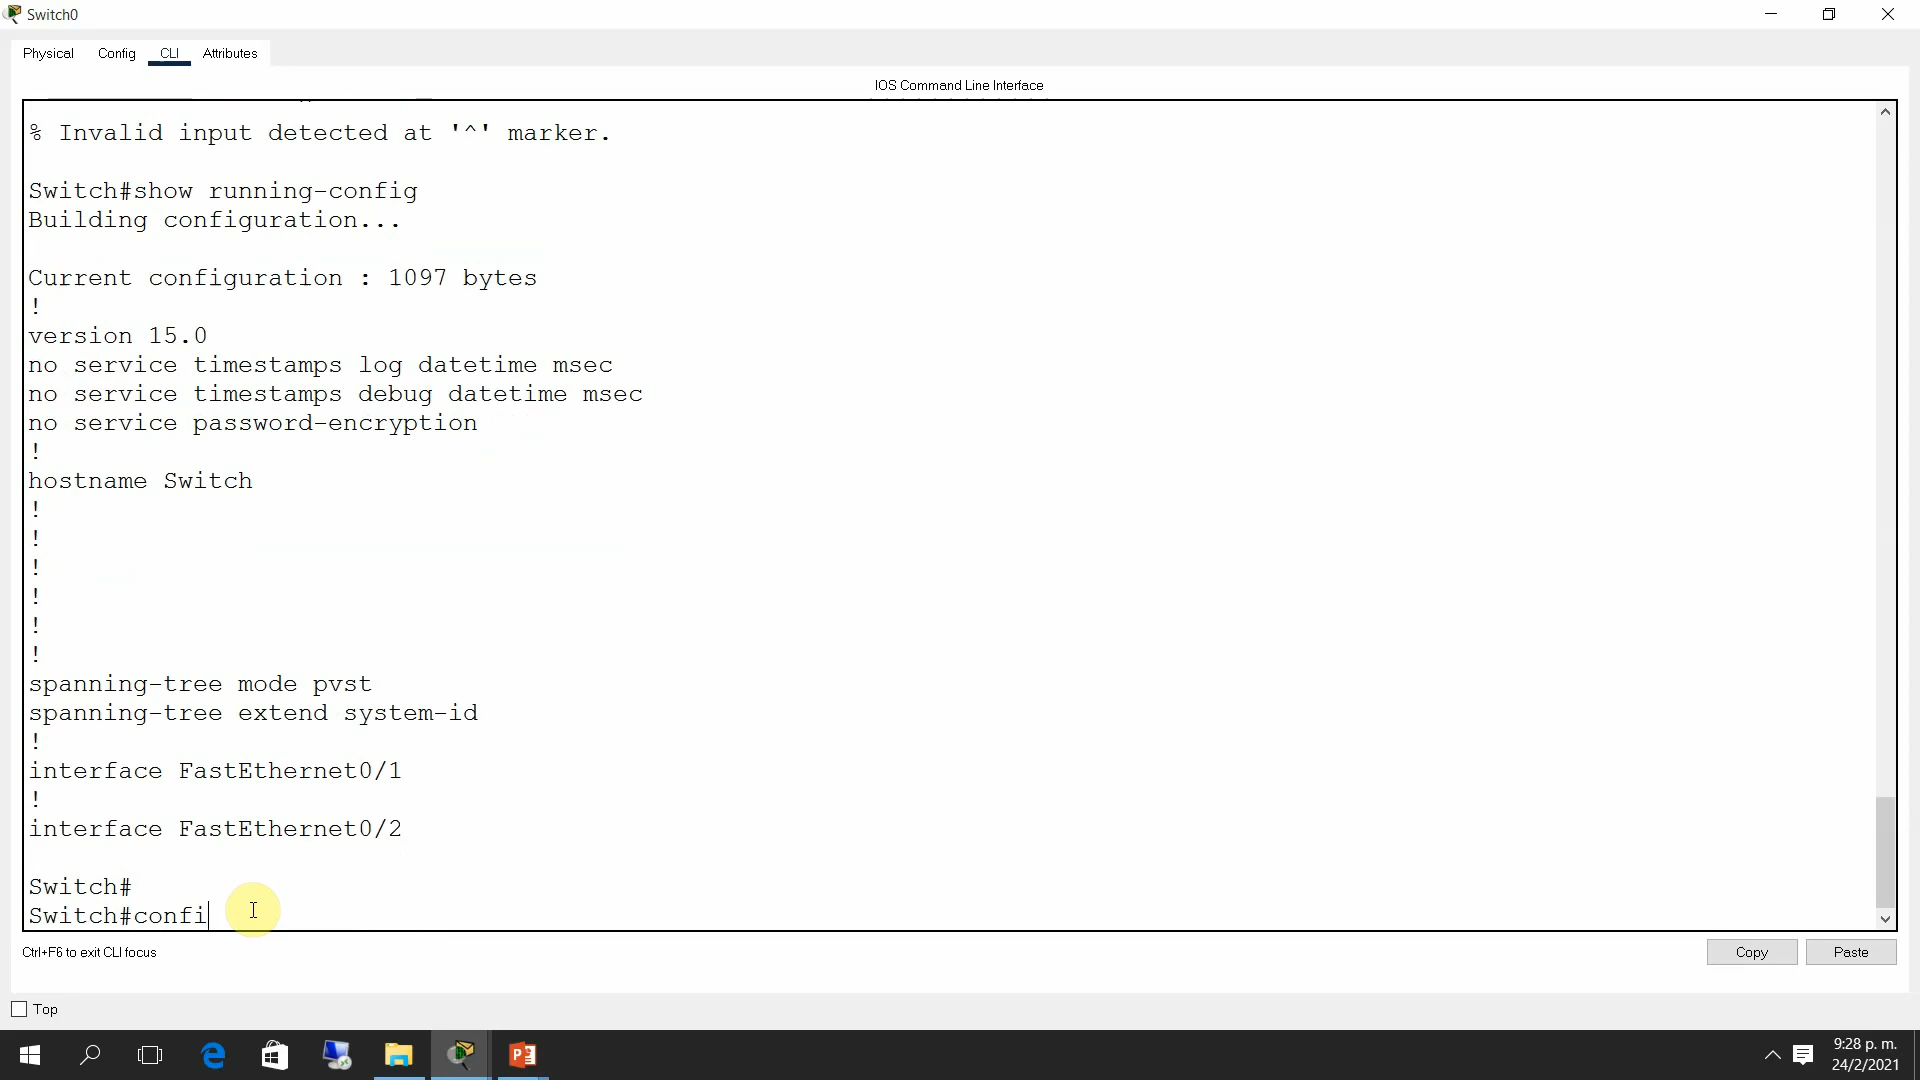 Switch0
Physical Config CLI Attributes
IOS Command Line Interface
% Invalid input detected at '^' marker.
Switch#show running-config
Building configuration...
Current configuration : 1097 bytes
!
version 15.0
no service timestamps log datetime msec
no service timestamps debug datetime msec
no service password-encryption
!
hostname Switch
!
!
!
!
!
!
spanning-tree mode pvst
spanning-tree extend system-id
!
interface FastEthernet0/1
!
interface FastEthernet0/2
Switch#
Switch#confi
Ctrl+F6 to exit CLI focus
Copy Paste
Top
9:28 p. m.
24/2/2021